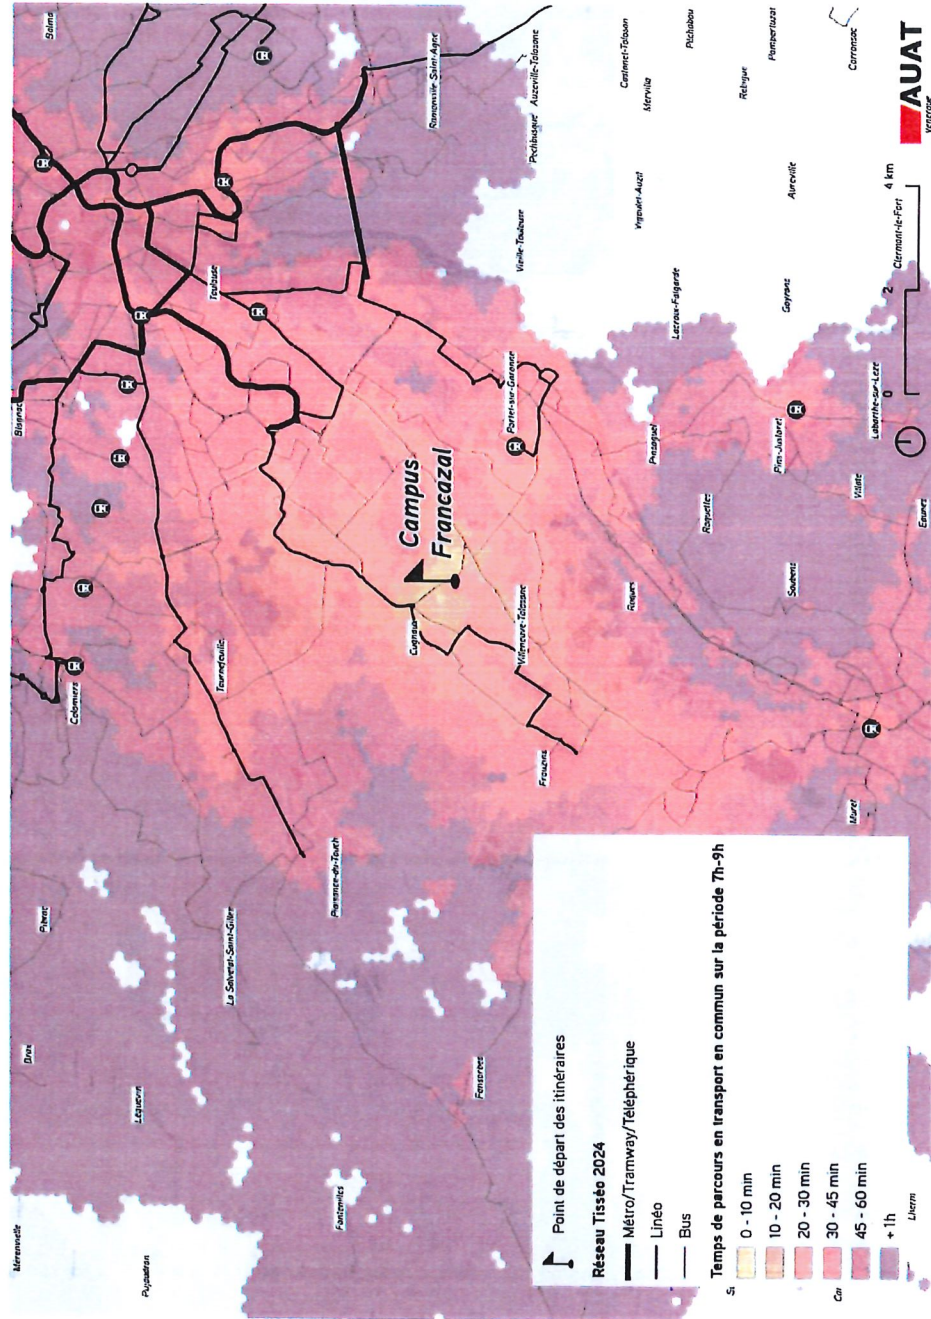 Mérenvielle
Brax
Pibrac
Blagnac
Balma
Colomiers
Pujaudran
Léguevin
La Salvetat-Saint-Gilles
Tournefeuille
Toulouse
Fontenilles
Plaisance-du-Touch
Cugnaux
Campus
Francazal
Ramonville-Saint-Agne
Fonsorbes
Villeneuve-Tolosane
Portet-sur-Garonne
Vieille-Toulouse
Pechbusque
Auzeville-Tolosane
Frouzins
Roques
Pinsaguel
Lacroix-Falgarde
Vigoulet-Auzil
Mervilla
Castanet-Tolosan
Péchabou
Roquettes
Rebigue
Pompertuzat
Saubens
Pins-Justaret
Goyrans
Aureville
Muret
Villate
Labarthe-sur-Lèze
Clermont-le-Fort
Corronsac
Eaunes
Venerque
Lherm
Point de départ des itinéraires
Réseau Tisséo 2024
Métro/Tramway/Téléphérique
Linéo
Bus
Temps de parcours en transport en commun sur la période 7h-9h
0 - 10 min
10 - 20 min
20 - 30 min
30 - 45 min
45 - 60 min
+ 1h
0 2 4 km
AUAT